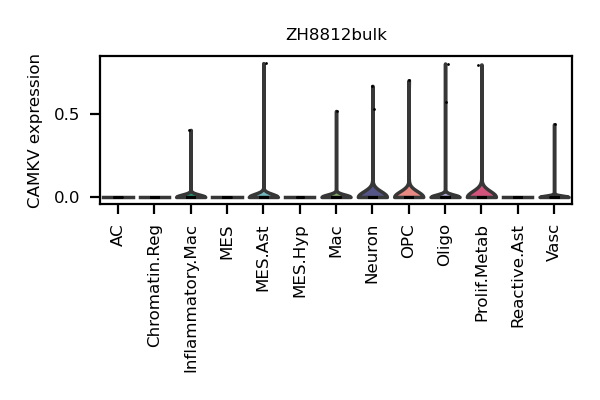 ZH8812bulk
CAMKV expression
0.5
0.0
AC
Chromatin.Reg
Inflammatory.Mac
MES
MES.Ast
MES.Hyp
Mac
Neuron
OPC
Oligo
Prolif.Metab
Reactive.Ast
Vasc